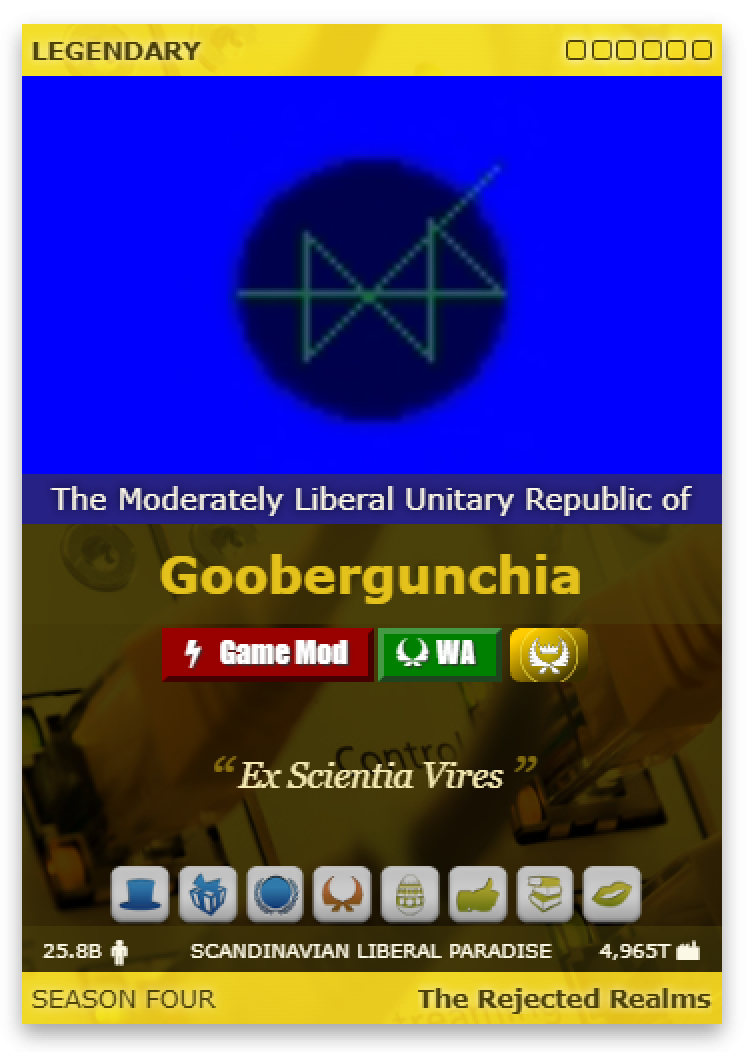 LEGENDARY
The Moderately Liberal Unitary Republic of
Goobergunchia
Game Mod WA
Control
“Ex Scientia Vires”
25.8B SCANDINAVIAN LIBERAL PARADISE 4,965T
SEASON FOUR The Rejected Realms